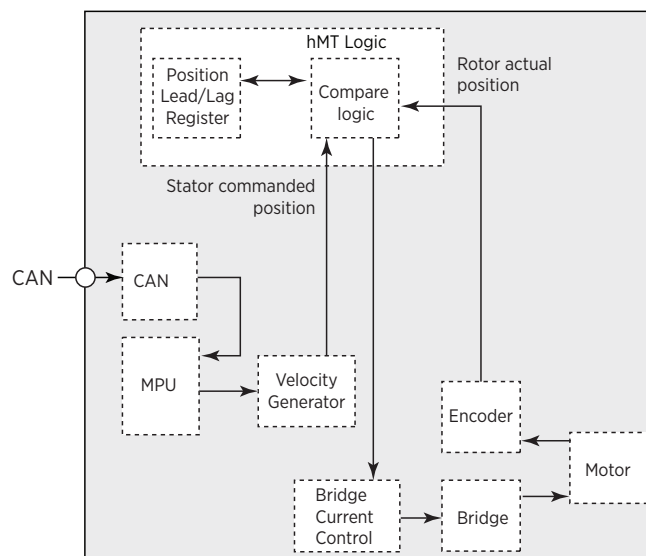 hMT Logic
Position
Lead/Lag
Register
Compare
logic
Rotor actual
position
Stator commanded
position
CAN
CAN
MPU
Velocity
Generator
Encoder
Motor
Bridge
Current
Control
Bridge